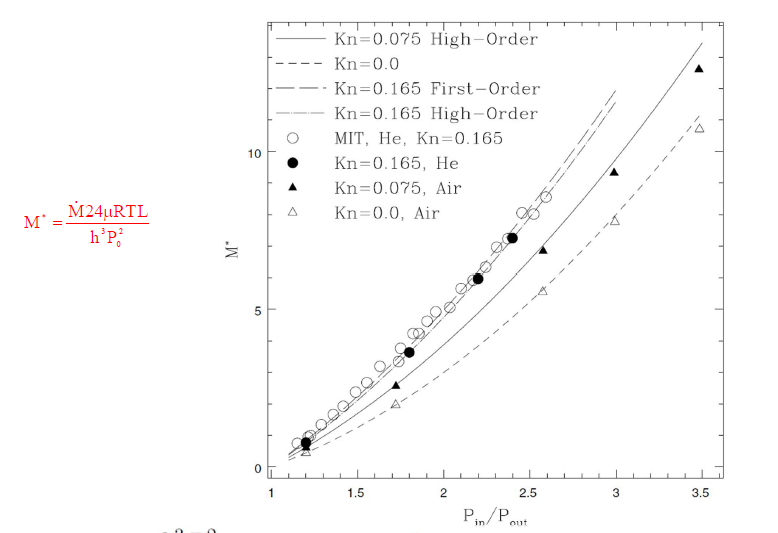 Kn=0.075 High-Order
Kn=0.0
Kn=0.165 First-Order
Kn=0.165 High-Order
MIT, He, Kn=0.165
Kn=0.165, He
Kn=0.075, Air
Kn=0.0, Air
M* = Ṁ24μRTL
h³P₀²
10
5
0
M*
1 1.5 2 2.5 3 3.5
P_in/P_out